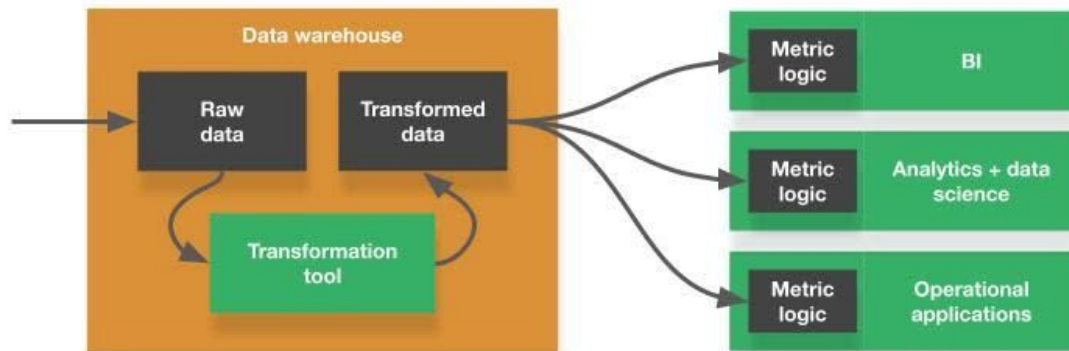 Data warehouse
Raw
data
Transformed
data
Transformation
tool
Metric
logic
BI
Metric
logic
Analytics + data
science
Metric
logic
Operational
applications